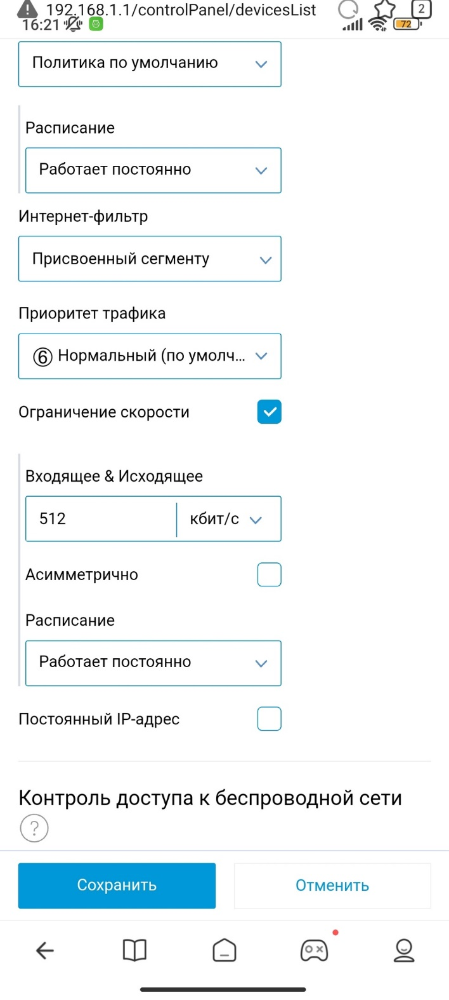 192.168.1.1/controlPanel/devicesList
2
16:21
72
Политика по умолчанию
Расписание
Работает постоянно
Интернет-фильтр
Присвоенный сегменту
Приоритет трафика
⑥ Нормальный (по умолч...
Ограничение скорости
Входящее & Исходящее
512 кбит/с
Асимметрично
Расписание
Работает постоянно
Постоянный IP-адрес
Контроль доступа к беспроводной сети
?
Сохранить Отменить